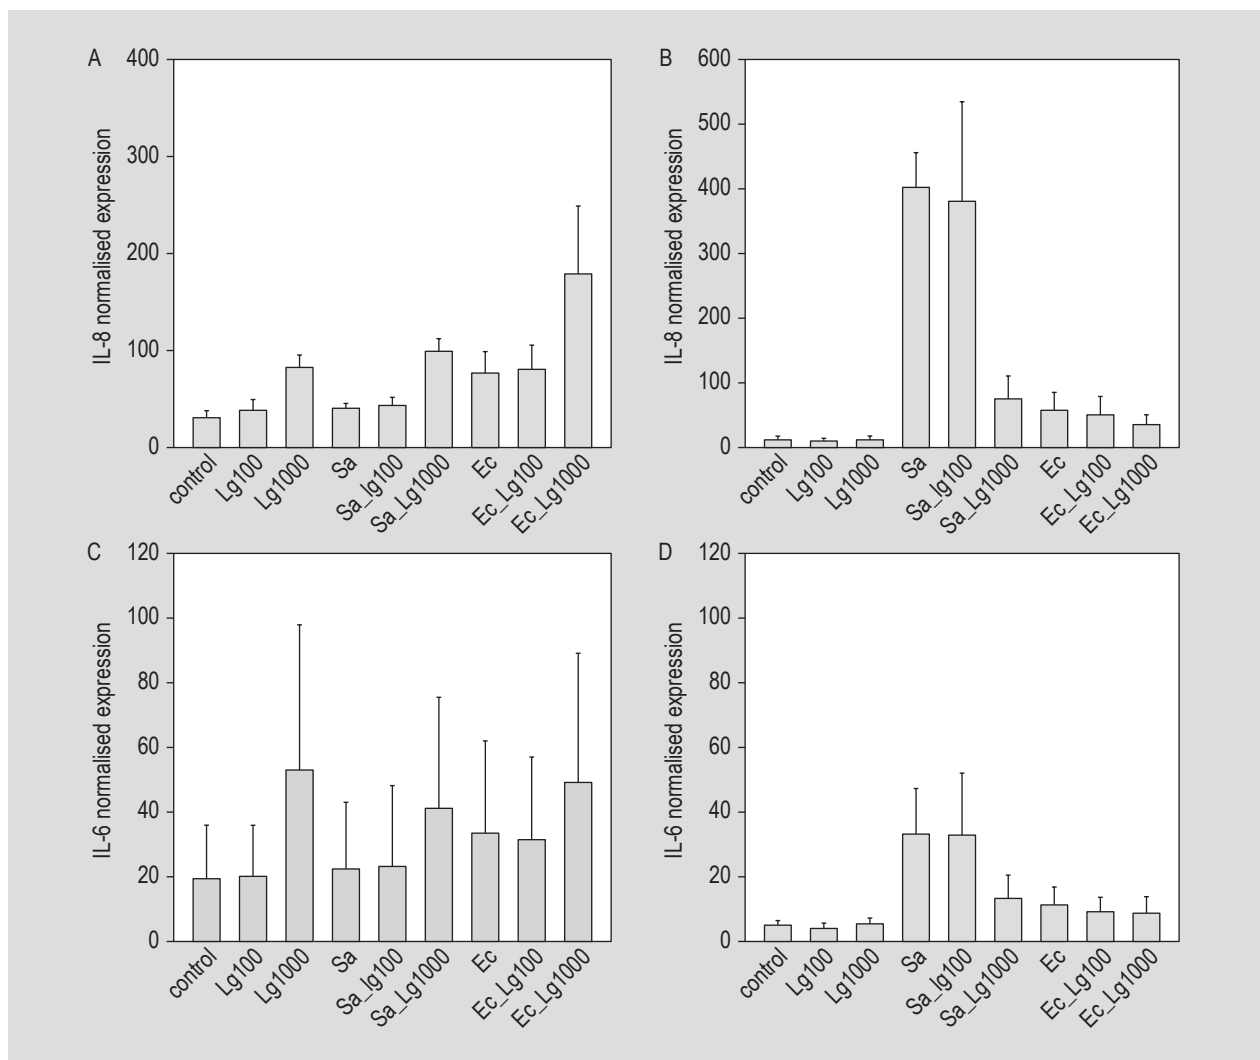 A
400
300
200
100
0
IL-8 normalised expression
control
Lg100
Lg1000
Sa
Sa_lg100
Sa_Lg1000
Ec
Ec_Lg100
Ec_Lg1000
B
600
500
400
300
200
100
0
IL-8 normalised expression
control
Lg100
Lg1000
Sa
Sa_lg100
Sa_Lg1000
Ec
Ec_Lg100
Ec_Lg1000
C
120
100
80
60
40
20
0
IL-6 normalised expression
control
Lg100
Lg1000
Sa
Sa_lg100
Sa_Lg1000
Ec
Ec_Lg100
Ec_Lg1000
D
120
100
80
60
40
20
0
IL-6 normalised expression
control
Lg100
Lg1000
Sa
Sa_lg100
Sa_Lg1000
Ec
Ec_Lg100
Ec_Lg1000